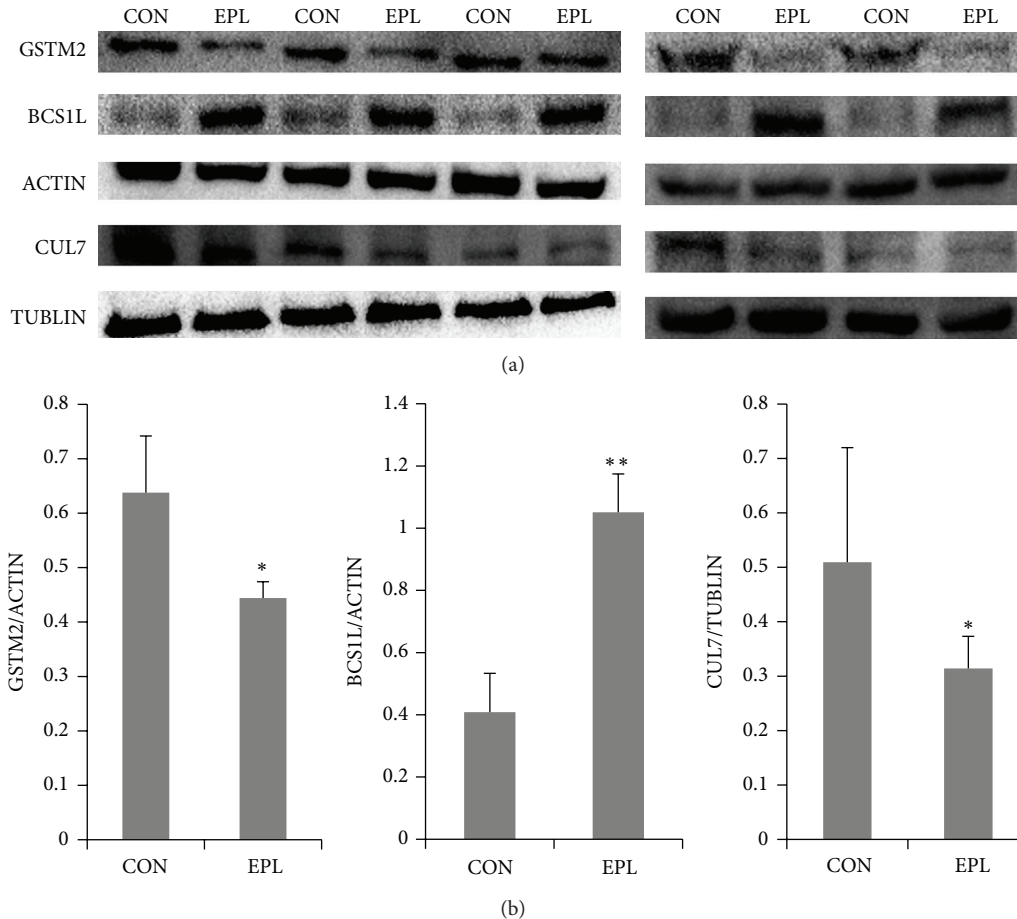 CON EPL CON EPL CON EPL CON EPL CON EPL
GSTM2
BCS1L
ACTIN
CUL7
TUBLIN
(a)
0.8
0.7
0.6
0.5
0.4
0.3
0.2
0.1
0
GSTM2/ACTIN
*
CON EPL
1.4
1.2
1
0.8
0.6
0.4
0.2
0
BCS1L/ACTIN
**
CON EPL
0.8
0.7
0.6
0.5
0.4
0.3
0.2
0.1
0
CUL7/TUBLIN
*
CON EPL
(b)